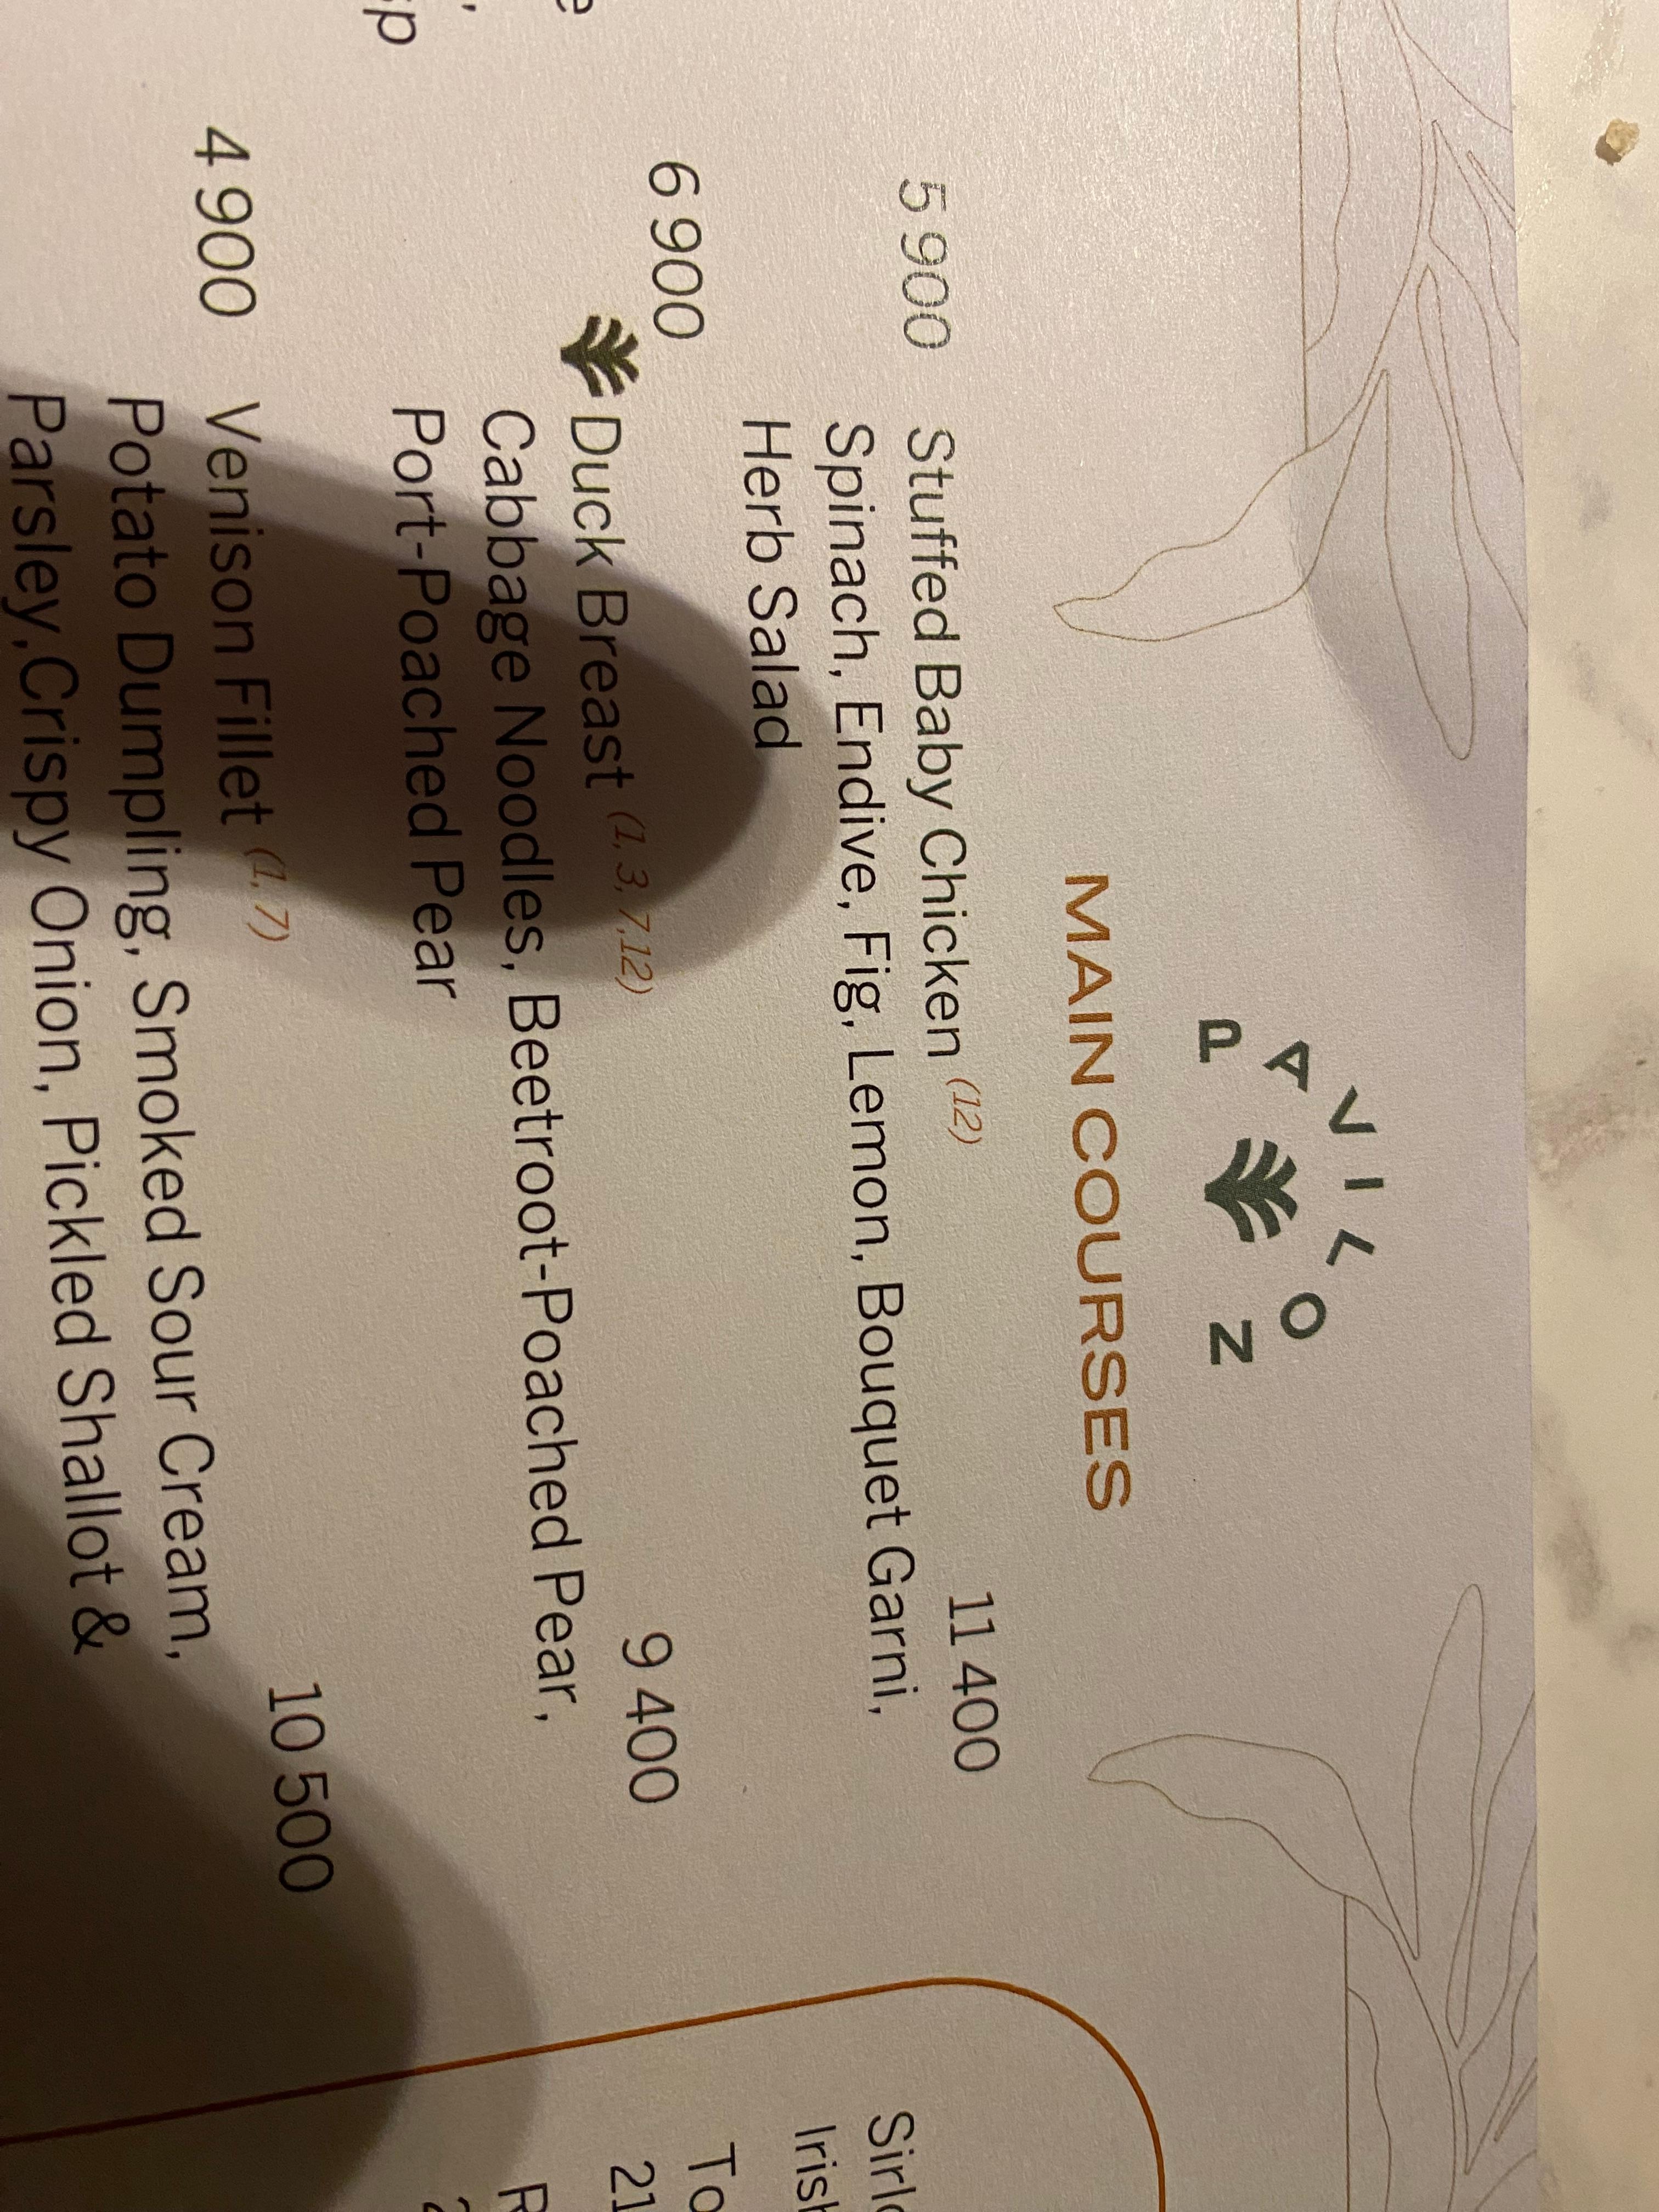 PAVILON
MAIN COURSES
5 900
Stuffed Baby Chicken (12)
11 400
Spinach, Endive, Fig, Lemon, Bouquet Garni,
Herb Salad
6 900
Duck Breast (1, 3, 7,12)
9 400
Cabbage Noodles, Beetroot-Poached Pear,
Port-Poached Pear
4 900
Venison Fillet (1, 7)
10 500
Potato Dumpling, Smoked Sour Cream,
Parsley,Crispy Onion, Pickled Shallot &
To
21
R